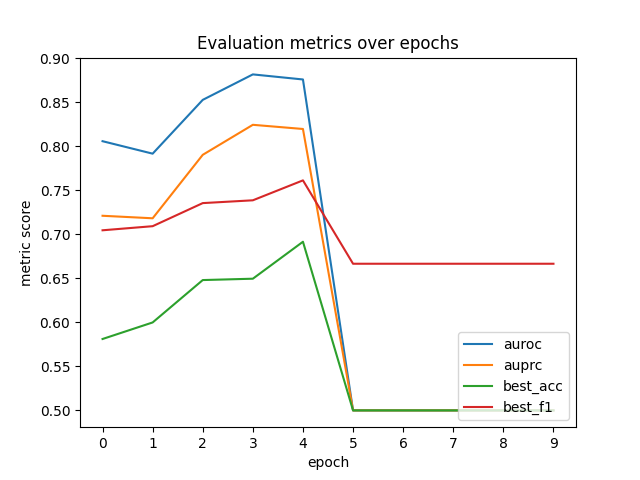 Evaluation metrics over epochs
0.90
0.85
0.80
0.75
0.70
0.65
0.60
0.55
0.50
metric score
auroc
auprc
best_acc
best_f1
0 1 2 3 4 5 6 7 8 9
epoch